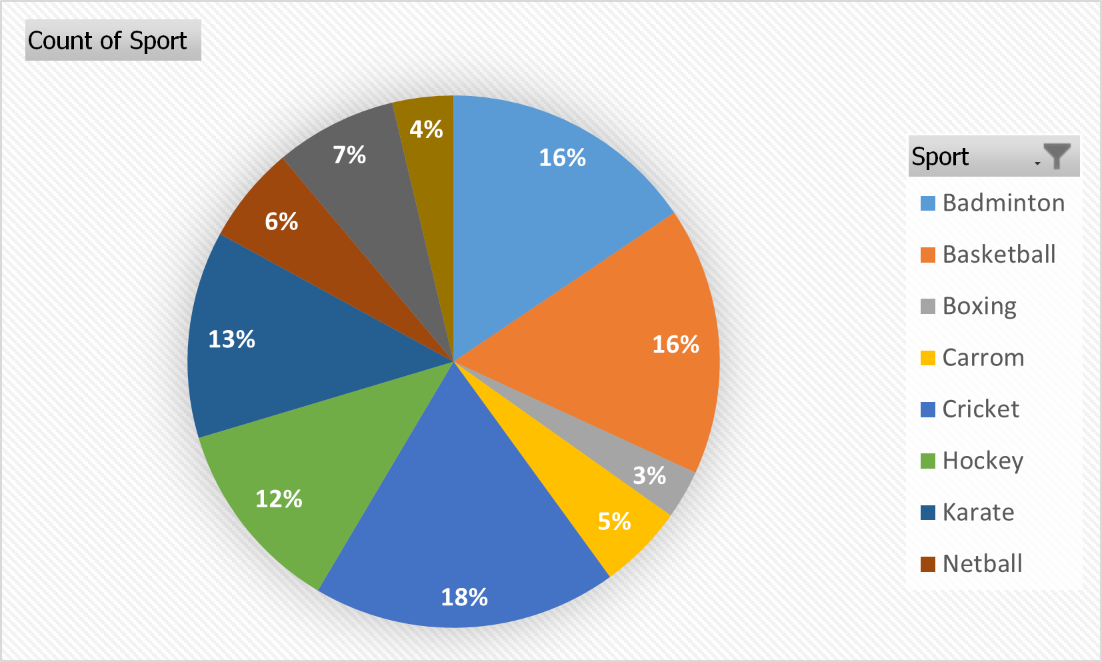 Count of Sport
4%
16%
7%
6%
16%
13%
3%
12%
5%
18%
Sport
Badminton
Basketball
Boxing
Carrom
Cricket
Hockey
Karate
Netball